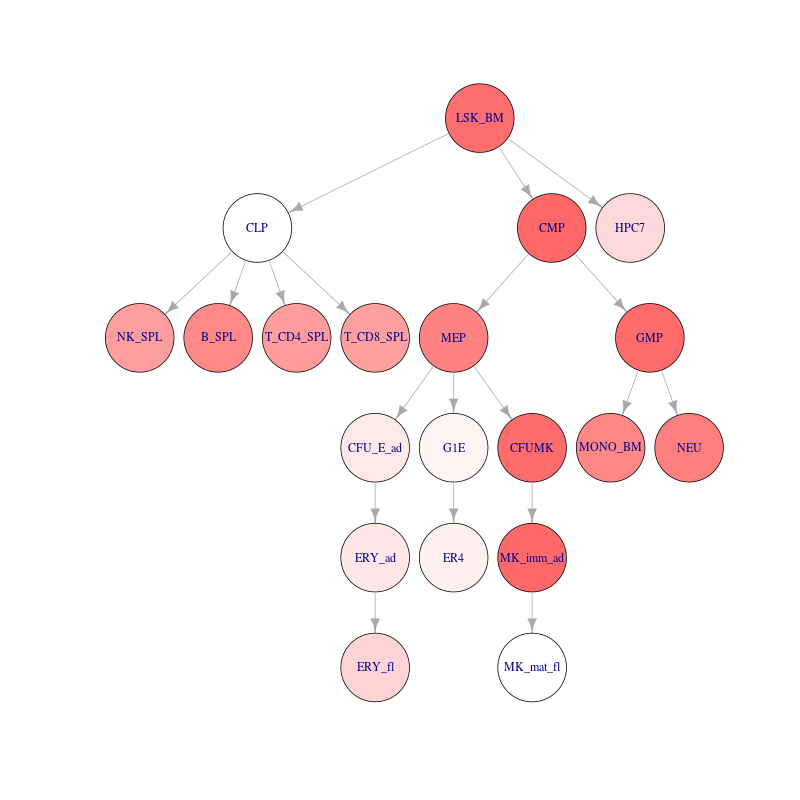 LSK_BM
CLP
CMP
HPC7
NK_SPL
B_SPL
T_CD4_SPL
T_CD8_SPL
MEP
GMP
CFU_E_ad
G1E
CFUMK
MONO_BM
NEU
ERY_ad
ER4
MK_imm_ad
ERY_fl
MK_mat_fl